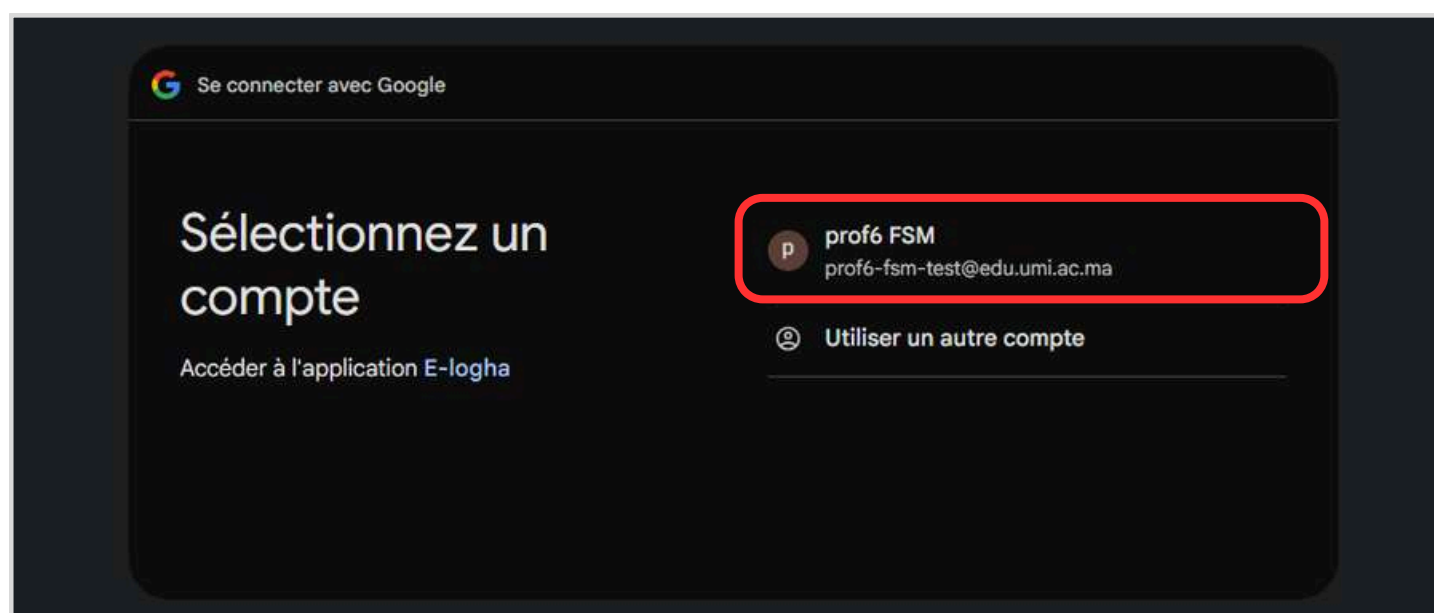 Se connecter avec Google
Sélectionnez un
compte
Accéder à l'application E-logha
p
prof6 FSM
prof6-fsm-test@edu.umi.ac.ma
Utiliser un autre compte